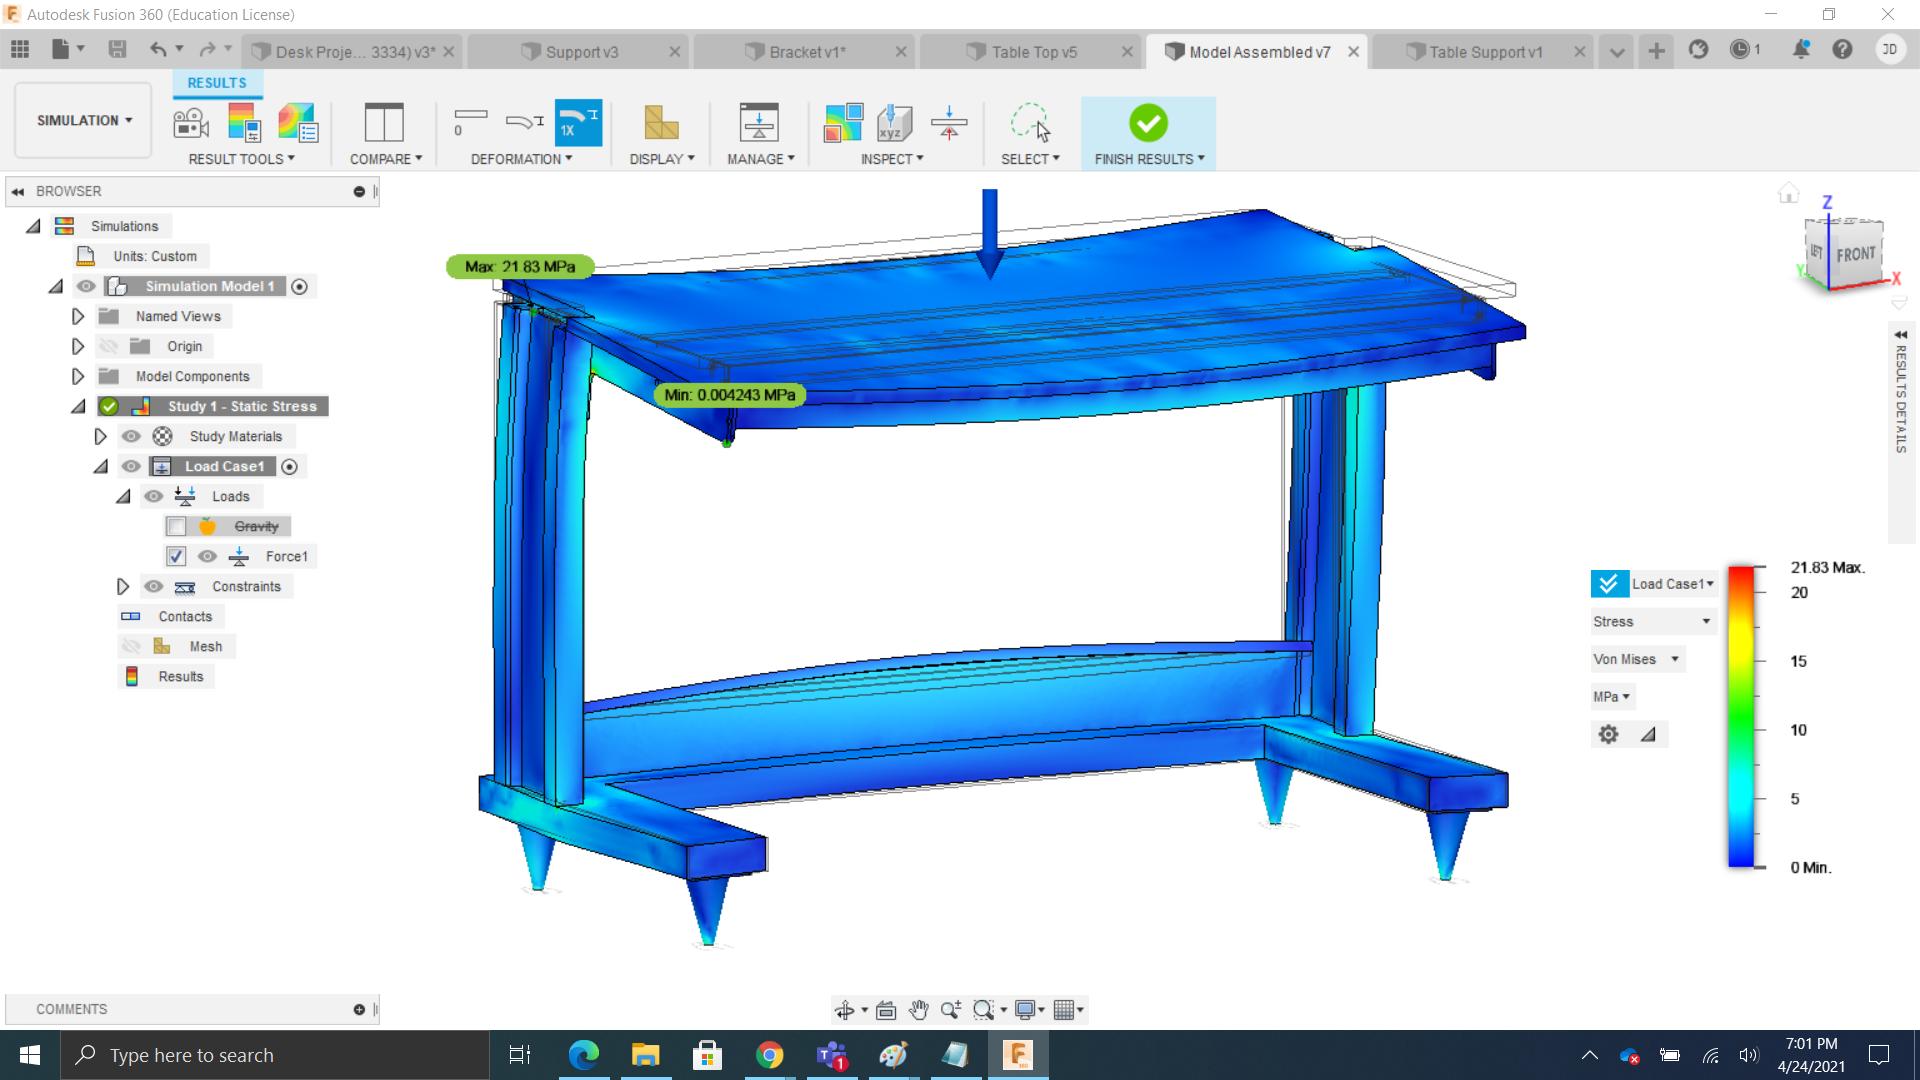 Autodesk Fusion 360 (Education License)
Desk Proje... 3334) v3*
Support v3
Bracket v1*
Table Top v5
Model Assembled v7
Table Support v1
1
JD
RESULTS
SIMULATION
0
1X
xyz
RESULT TOOLS
COMPARE
DEFORMATION
DISPLAY
MANAGE
INSPECT
SELECT
FINISH RESULTS
BROWSER
Simulations
Units: Custom
Simulation Model 1
Named Views
Origin
Model Components
Study 1 - Static Stress
Study Materials
Load Case1
Loads
Gravity
Force1
Constraints
Contacts
Mesh
Results
Max: 21.83 MPa
Min: 0.004243 MPa
Z
LEFT
FRONT
Y
X
RESULTS DETAILS
Load Case1
Stress
Von Mises
MPa
21.83 Max.
20
15
10
5
0 Min.
COMMENTS
Type here to search
1
7:01 PM
4/24/2021